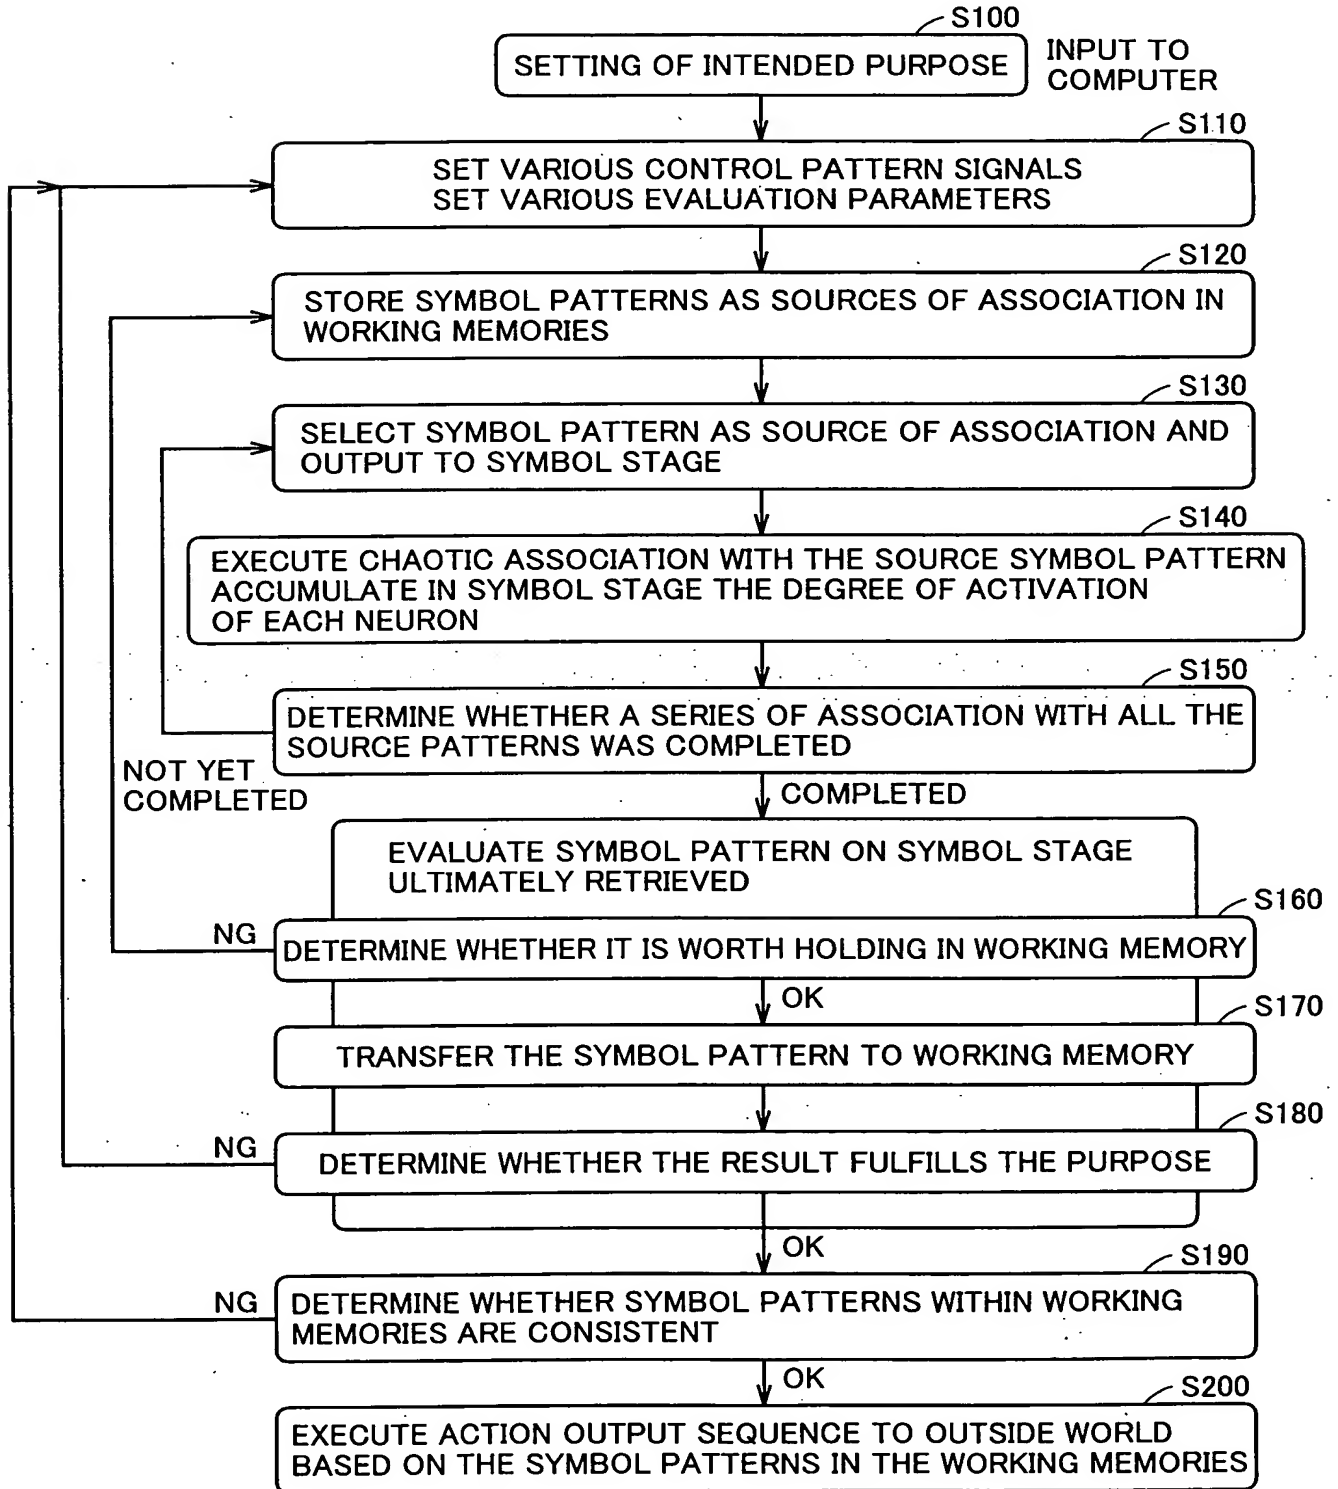 S100
SETTING OF INTENDED PURPOSE
INPUT TO
COMPUTER
S110
SET VARIOUS CONTROL PATTERN SIGNALS
SET VARIOUS EVALUATION PARAMETERS
S120
STORE SYMBOL PATTERNS AS SOURCES OF ASSOCIATION IN
WORKING MEMORIES
S130
SELECT SYMBOL PATTERN AS SOURCE OF ASSOCIATION AND
OUTPUT TO SYMBOL STAGE
S140
EXECUTE CHAOTIC ASSOCIATION WITH THE SOURCE SYMBOL PATTERN
ACCUMULATE IN SYMBOL STAGE THE DEGREE OF ACTIVATION
OF EACH NEURON
S150
DETERMINE WHETHER A SERIES OF ASSOCIATION WITH ALL THE
SOURCE PATTERNS WAS COMPLETED
NOT YET
COMPLETED
COMPLETED
EVALUATE SYMBOL PATTERN ON SYMBOL STAGE
ULTIMATELY RETRIEVED
S160
NG
DETERMINE WHETHER IT IS WORTH HOLDING IN WORKING MEMORY
OK
S170
TRANSFER THE SYMBOL PATTERN TO WORKING MEMORY
S180
NG
DETERMINE WHETHER THE RESULT FULFILLS THE PURPOSE
OK
S190
NG
DETERMINE WHETHER SYMBOL PATTERNS WITHIN WORKING
MEMORIES ARE CONSISTENT
OK
S200
EXECUTE ACTION OUTPUT SEQUENCE TO OUTSIDE WORLD
BASED ON THE SYMBOL PATTERNS IN THE WORKING MEMORIES